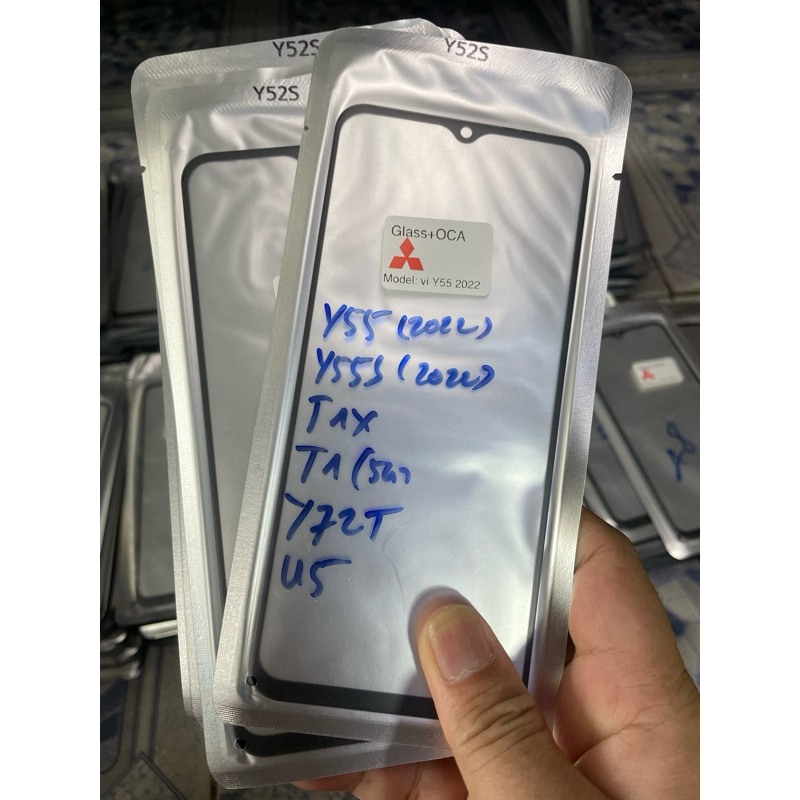 Y52S
Y52S
Y52S
Glass+OCA
Model: vi Y55 2022
Y55 (2022)
Y55S (2022)
T1X
T1 (5G)
Y72T
U5